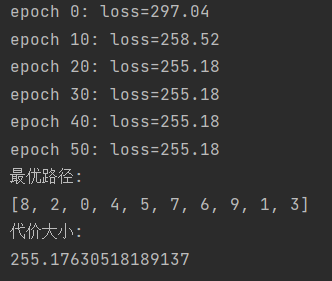 epoch 0: loss=297.04
epoch 10: loss=258.52
epoch 20: loss=255.18
epoch 30: loss=255.18
epoch 40: loss=255.18
epoch 50: loss=255.18
最优路径:
[8, 2, 0, 4, 5, 7, 6, 9, 1, 3]
代价大小:
255.17630518189137